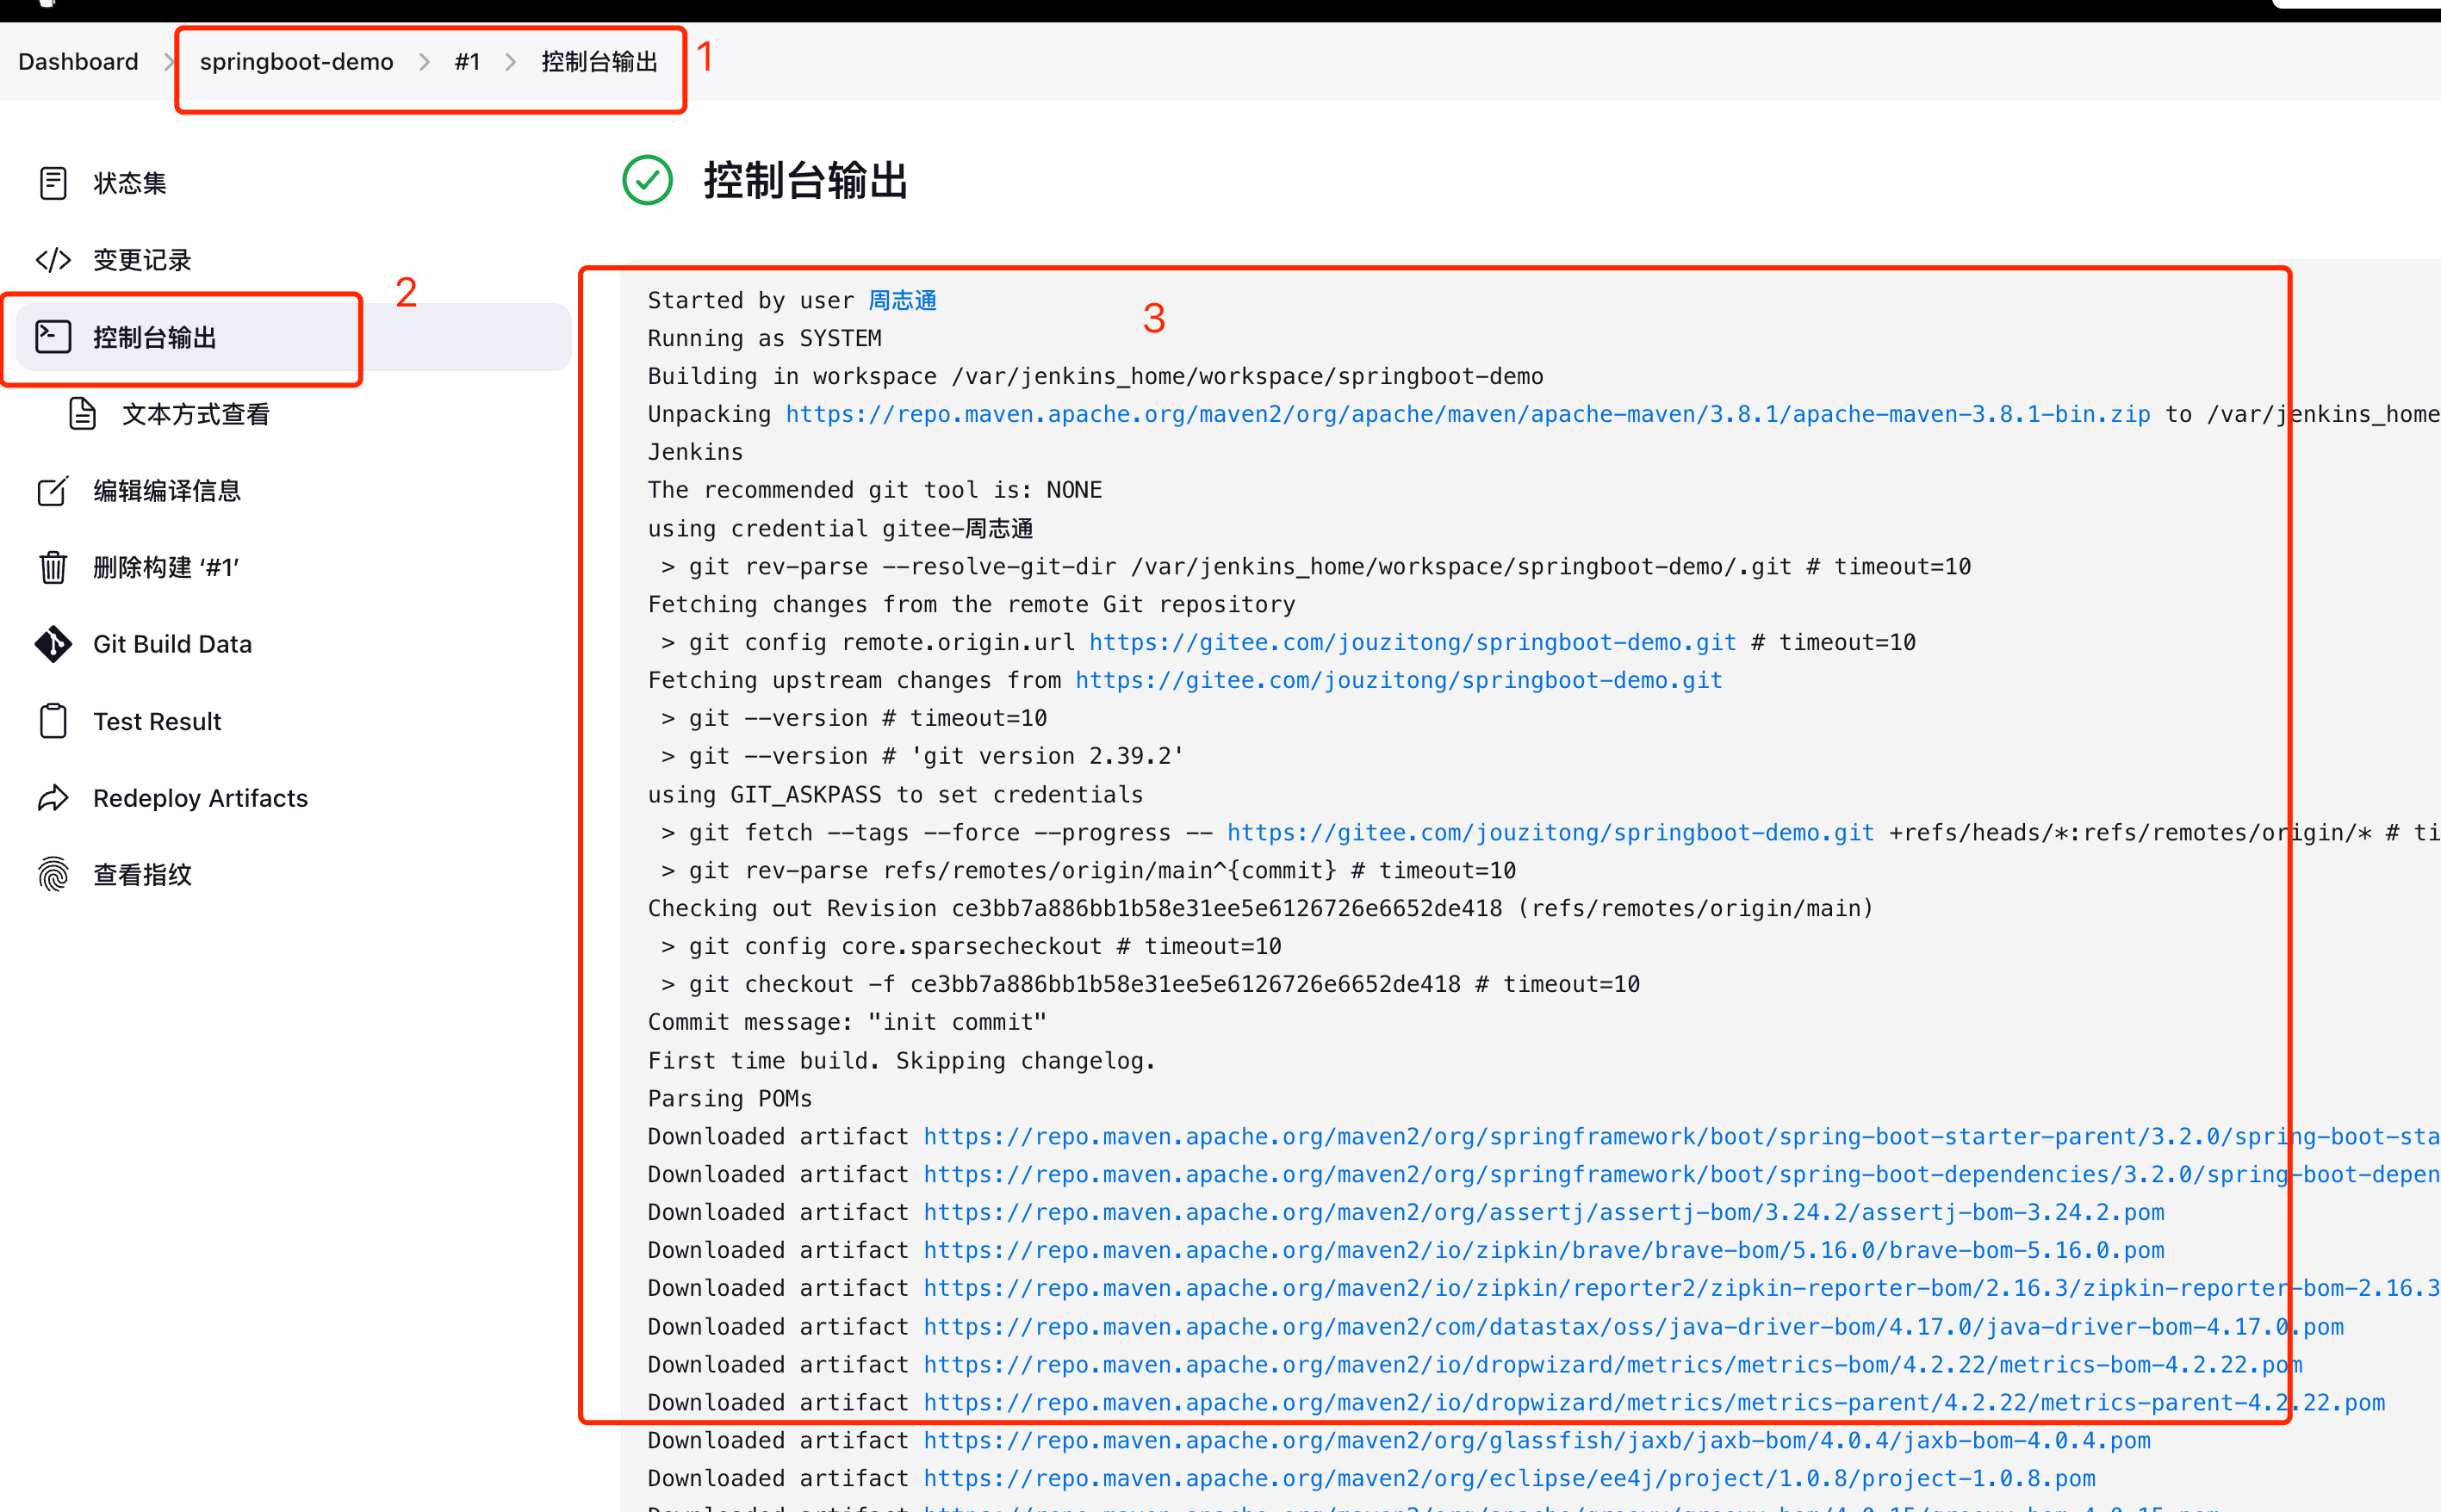 Dashboard > springboot-demo > #1 > 控制台输出
1
状态集
变更记录
2
控制台输出
文本方式查看
编辑编译信息
删除构建 ‘#1’
Git Build Data
Test Result
Redeploy Artifacts
查看指纹
控制台输出
3
Started by user 周志通
Running as SYSTEM
Building in workspace /var/jenkins_home/workspace/springboot-demo
Unpacking https://repo.maven.apache.org/maven2/org/apache/maven/apache-maven/3.8.1/apache-maven-3.8.1-bin.zip to /var/jenkins_home
Jenkins
The recommended git tool is: NONE
using credential gitee-周志通
 > git rev-parse --resolve-git-dir /var/jenkins_home/workspace/springboot-demo/.git # timeout=10
Fetching changes from the remote Git repository
 > git config remote.origin.url https://gitee.com/jouzitong/springboot-demo.git # timeout=10
Fetching upstream changes from https://gitee.com/jouzitong/springboot-demo.git
 > git --version # timeout=10
 > git --version # 'git version 2.39.2'
using GIT_ASKPASS to set credentials
 > git fetch --tags --force --progress -- https://gitee.com/jouzitong/springboot-demo.git +refs/heads/*:refs/remotes/origin/* # ti
 > git rev-parse refs/remotes/origin/main^{commit} # timeout=10
Checking out Revision ce3bb7a886bb1b58e31ee5e6126726e6652de418 (refs/remotes/origin/main)
 > git config core.sparsecheckout # timeout=10
 > git checkout -f ce3bb7a886bb1b58e31ee5e6126726e6652de418 # timeout=10
Commit message: "init commit"
First time build. Skipping changelog.
Parsing POMs
Downloaded artifact https://repo.maven.apache.org/maven2/org/springframework/boot/spring-boot-starter-parent/3.2.0/spring-boot-sta
Downloaded artifact https://repo.maven.apache.org/maven2/org/springframework/boot/spring-boot-dependencies/3.2.0/spring-boot-depen
Downloaded artifact https://repo.maven.apache.org/maven2/org/assertj/assertj-bom/3.24.2/assertj-bom-3.24.2.pom
Downloaded artifact https://repo.maven.apache.org/maven2/io/zipkin/brave/brave-bom/5.16.0/brave-bom-5.16.0.pom
Downloaded artifact https://repo.maven.apache.org/maven2/io/zipkin/reporter2/zipkin-reporter-bom/2.16.3/zipkin-reporter-bom-2.16.3
Downloaded artifact https://repo.maven.apache.org/maven2/com/datastax/oss/java-driver-bom/4.17.0/java-driver-bom-4.17.0.pom
Downloaded artifact https://repo.maven.apache.org/maven2/io/dropwizard/metrics/metrics-bom/4.2.22/metrics-bom-4.2.22.pom
Downloaded artifact https://repo.maven.apache.org/maven2/io/dropwizard/metrics/metrics-parent/4.2.22/metrics-parent-4.2.22.pom
Downloaded artifact https://repo.maven.apache.org/maven2/org/glassfish/jaxb/jaxb-bom/4.0.4/jaxb-bom-4.0.4.pom
Downloaded artifact https://repo.maven.apache.org/maven2/org/eclipse/ee4j/project/1.0.8/project-1.0.8.pom